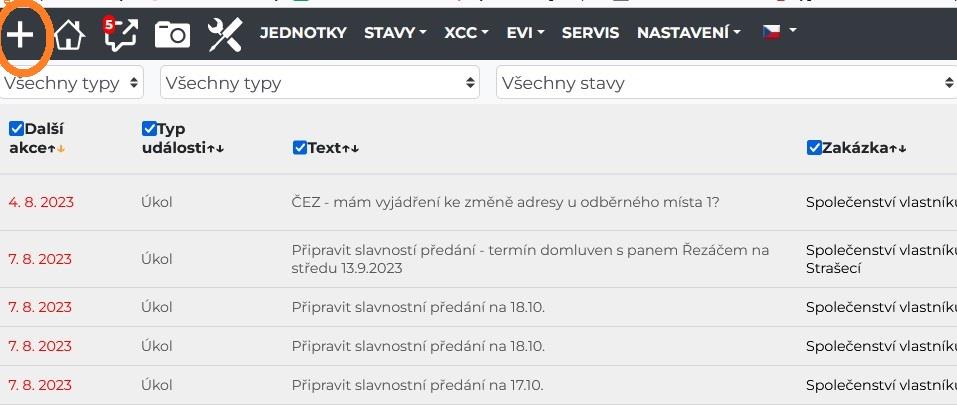 5
JEDNOTKY STAVY XCC EVI SERVIS NASTAVENÍ
Všechny typy Všechny typy Všechny stavy
Další akce↑↓ Typ události↑↓ Text↑↓ Zakázka↑↓
4. 8. 2023 Úkol ČEZ - mám vyjádření ke změně adresy u odběrného místa 1? Společenství vlastníků
7. 8. 2023 Úkol Připravit slavností předání - termín domluven s panem Řezáčem na Společenství vlastníků
středu 13.9.2023 Strašecí
7. 8. 2023 Úkol Připravit slavnostní předání na 18.10. Společenství vlastníků
7. 8. 2023 Úkol Připravit slavnostní předání na 18.10. Společenství vlastníků
7. 8. 2023 Úkol Připravit slavnostní předání na 17.10. Společenství vlastníků